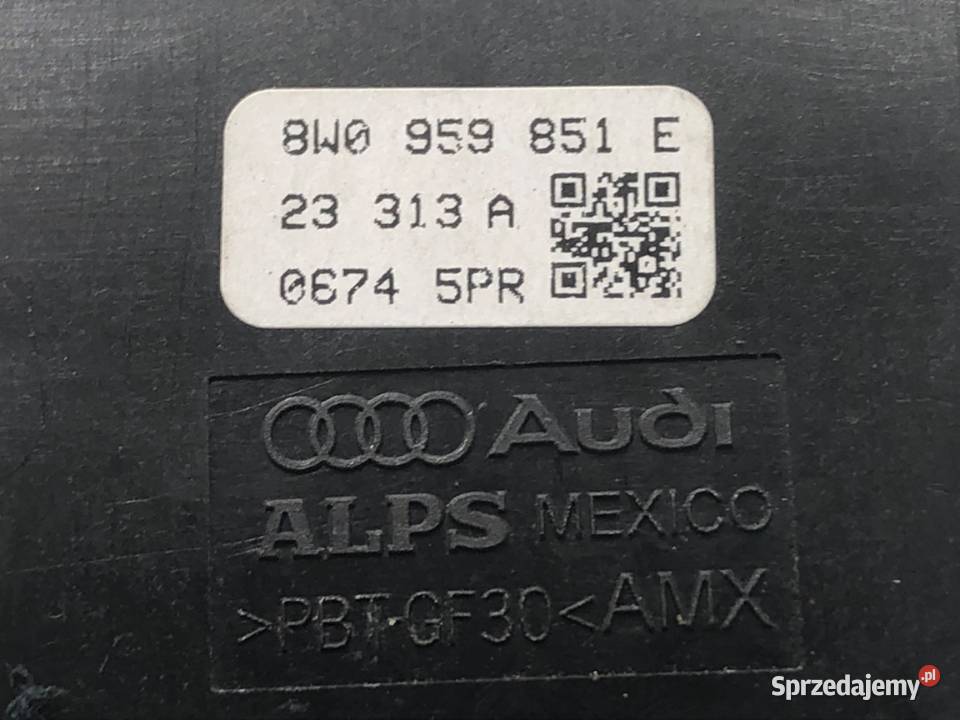 8W0 959 851 E
23 313 A
0674 5PR
Audi
ALPS MEXICO
>PBT-GF30<AMX
Sprzedajemy.pl